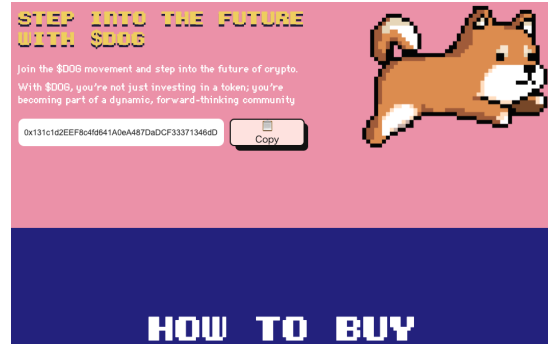 STEP INTO THE FUTURE
WITH $DOG
Join the $DOG movement and step into the future of crypto.
With $DOG, you're not just investing in a token; you're
becoming part of a dynamic, forward-thinking community
0x131c1d2EEF8c4fd641A0eA487DaDCF33371346dD
Copy
HOW TO BUY